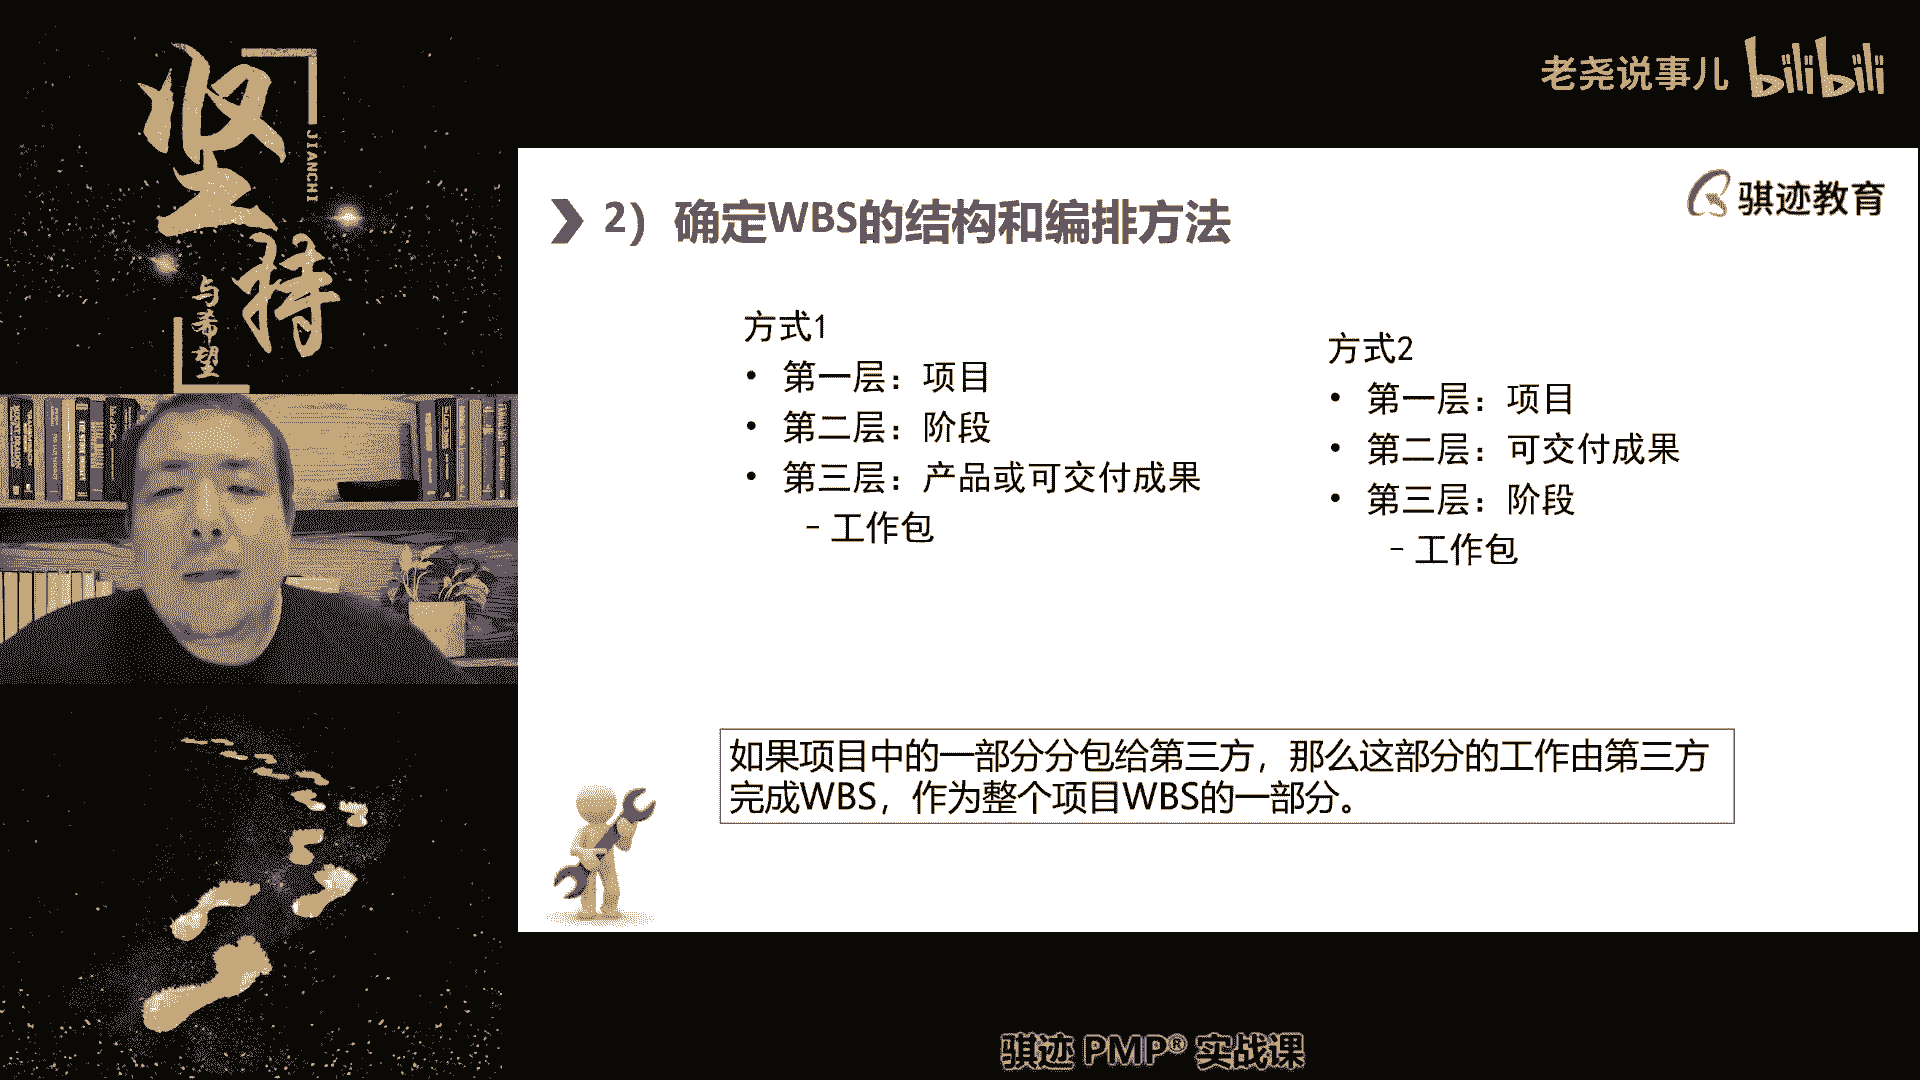 坚持
JIANCHI
与希望
老尧说事儿 bilibili
骐迹教育
2）确定WBS的结构和编排方法
方式1
• 第一层：项目
• 第二层：阶段
• 第三层：产品或可交付成果
– 工作包
方式2
• 第一层：项目
• 第二层：可交付成果
• 第三层：阶段
– 工作包
如果项目中的一部分分包给第三方，那么这部分的工作由第三方
完成WBS，作为整个项目WBS的一部分。
骐迹 PMP® 实战课